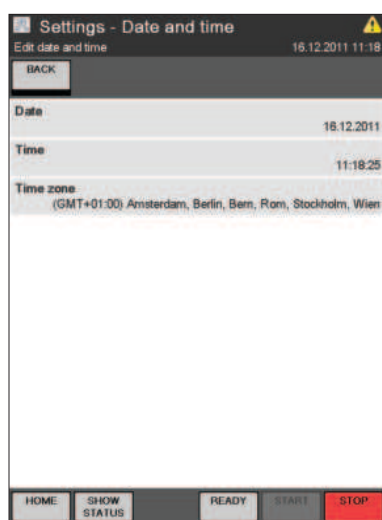 Settings - Date and time
Edit date and time 16.12.2011 11:18
BACK
Date
16.12.2011
Time
11:18:25
Time zone
(GMT+01:00) Amsterdam, Berlin, Bern, Rom, Stockholm, Wien
HOME SHOW STATUS READY START STOP